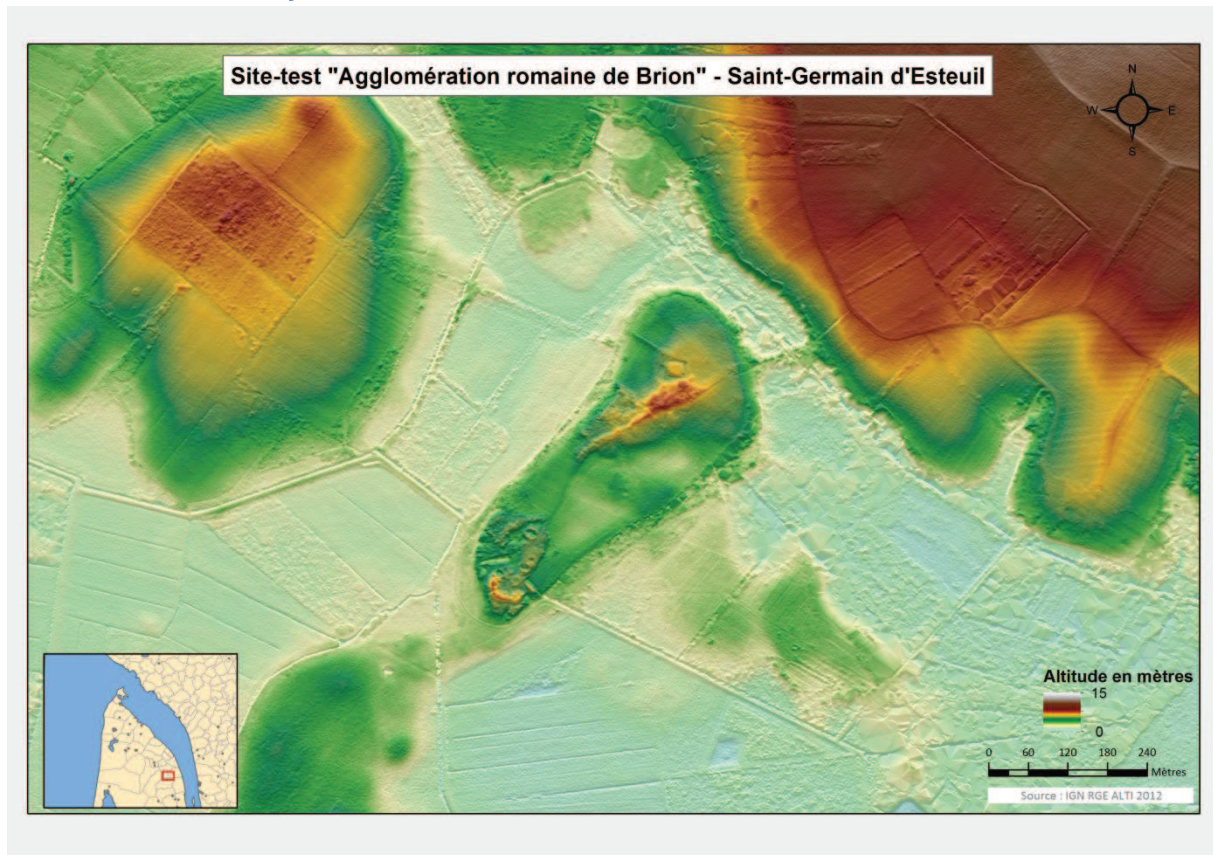 Site-test "Agglomération romaine de Brion" - Saint-Germain d'Esteuil
N
W E
S
Altitude en mètres
15
0
0 60 120 180 240
Mètres
Source : IGN RGE ALTI 2012